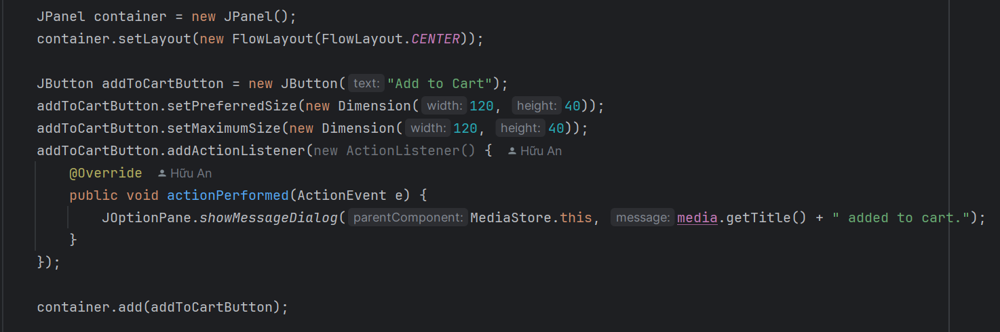 JPanel container = new JPanel();
container.setLayout(new FlowLayout(FlowLayout.CENTER));
JButton addToCartButton = new JButton( text: "Add to Cart");
addToCartButton.setPreferredSize(new Dimension( width: 120, height: 40));
addToCartButton.setMaximumSize(new Dimension( width: 120, height: 40));
addToCartButton.addActionListener(new ActionListener() { Hữu An
@Override Hữu An
public void actionPerformed(ActionEvent e) {
JOptionPane.showMessageDialog( parentComponent: MediaStore.this, message: media.getTitle() + " added to cart.");
}
});
container.add(addToCartButton);